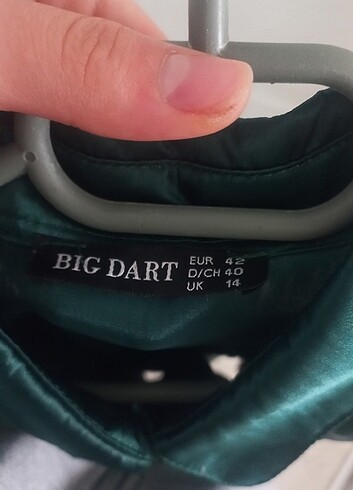 BIG DART
EUR 42
D/CH 40
UK 14